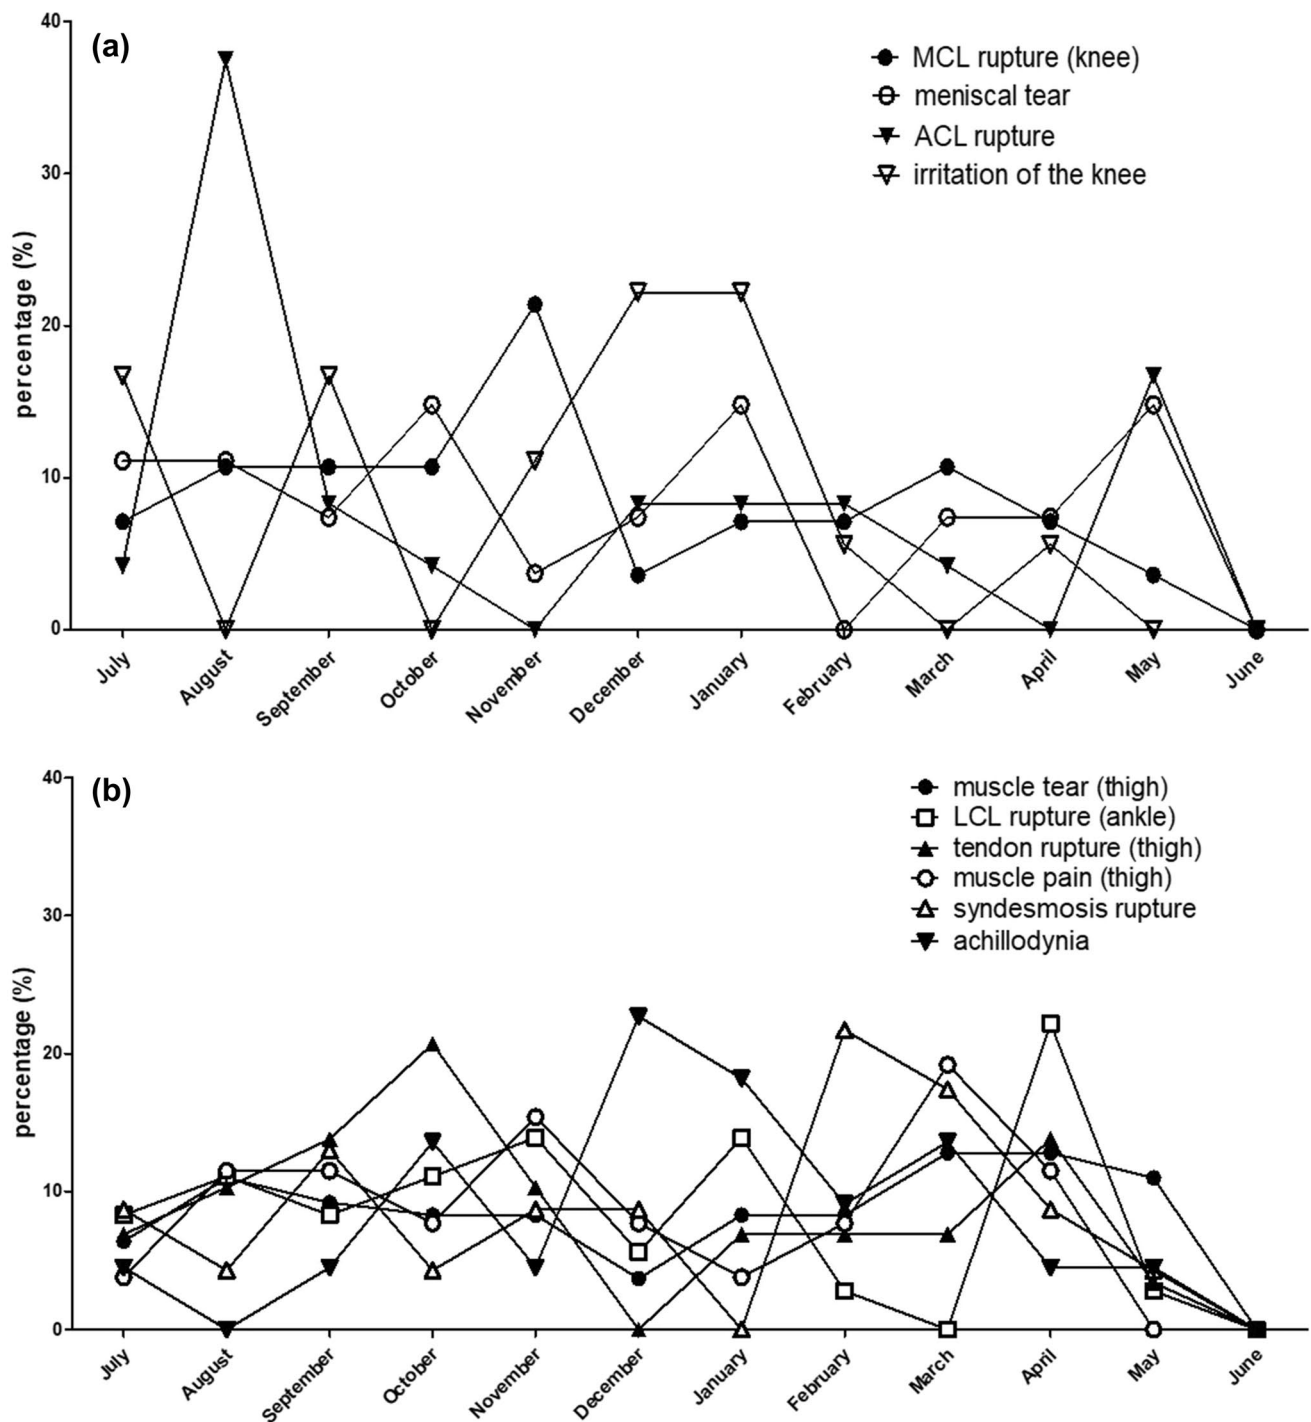 (a)
MCL rupture (knee)
meniscal tear
ACL rupture
irritation of the knee
percentage (%)
40
30
20
10
0
July
August
September
October
November
December
January
February
March
April
May
June
(b)
muscle tear (thigh)
LCL rupture (ankle)
tendon rupture (thigh)
muscle pain (thigh)
syndesmosis rupture
achillodynia
percentage (%)
40
30
20
10
0
July
August
September
October
November
December
January
February
March
April
May
June